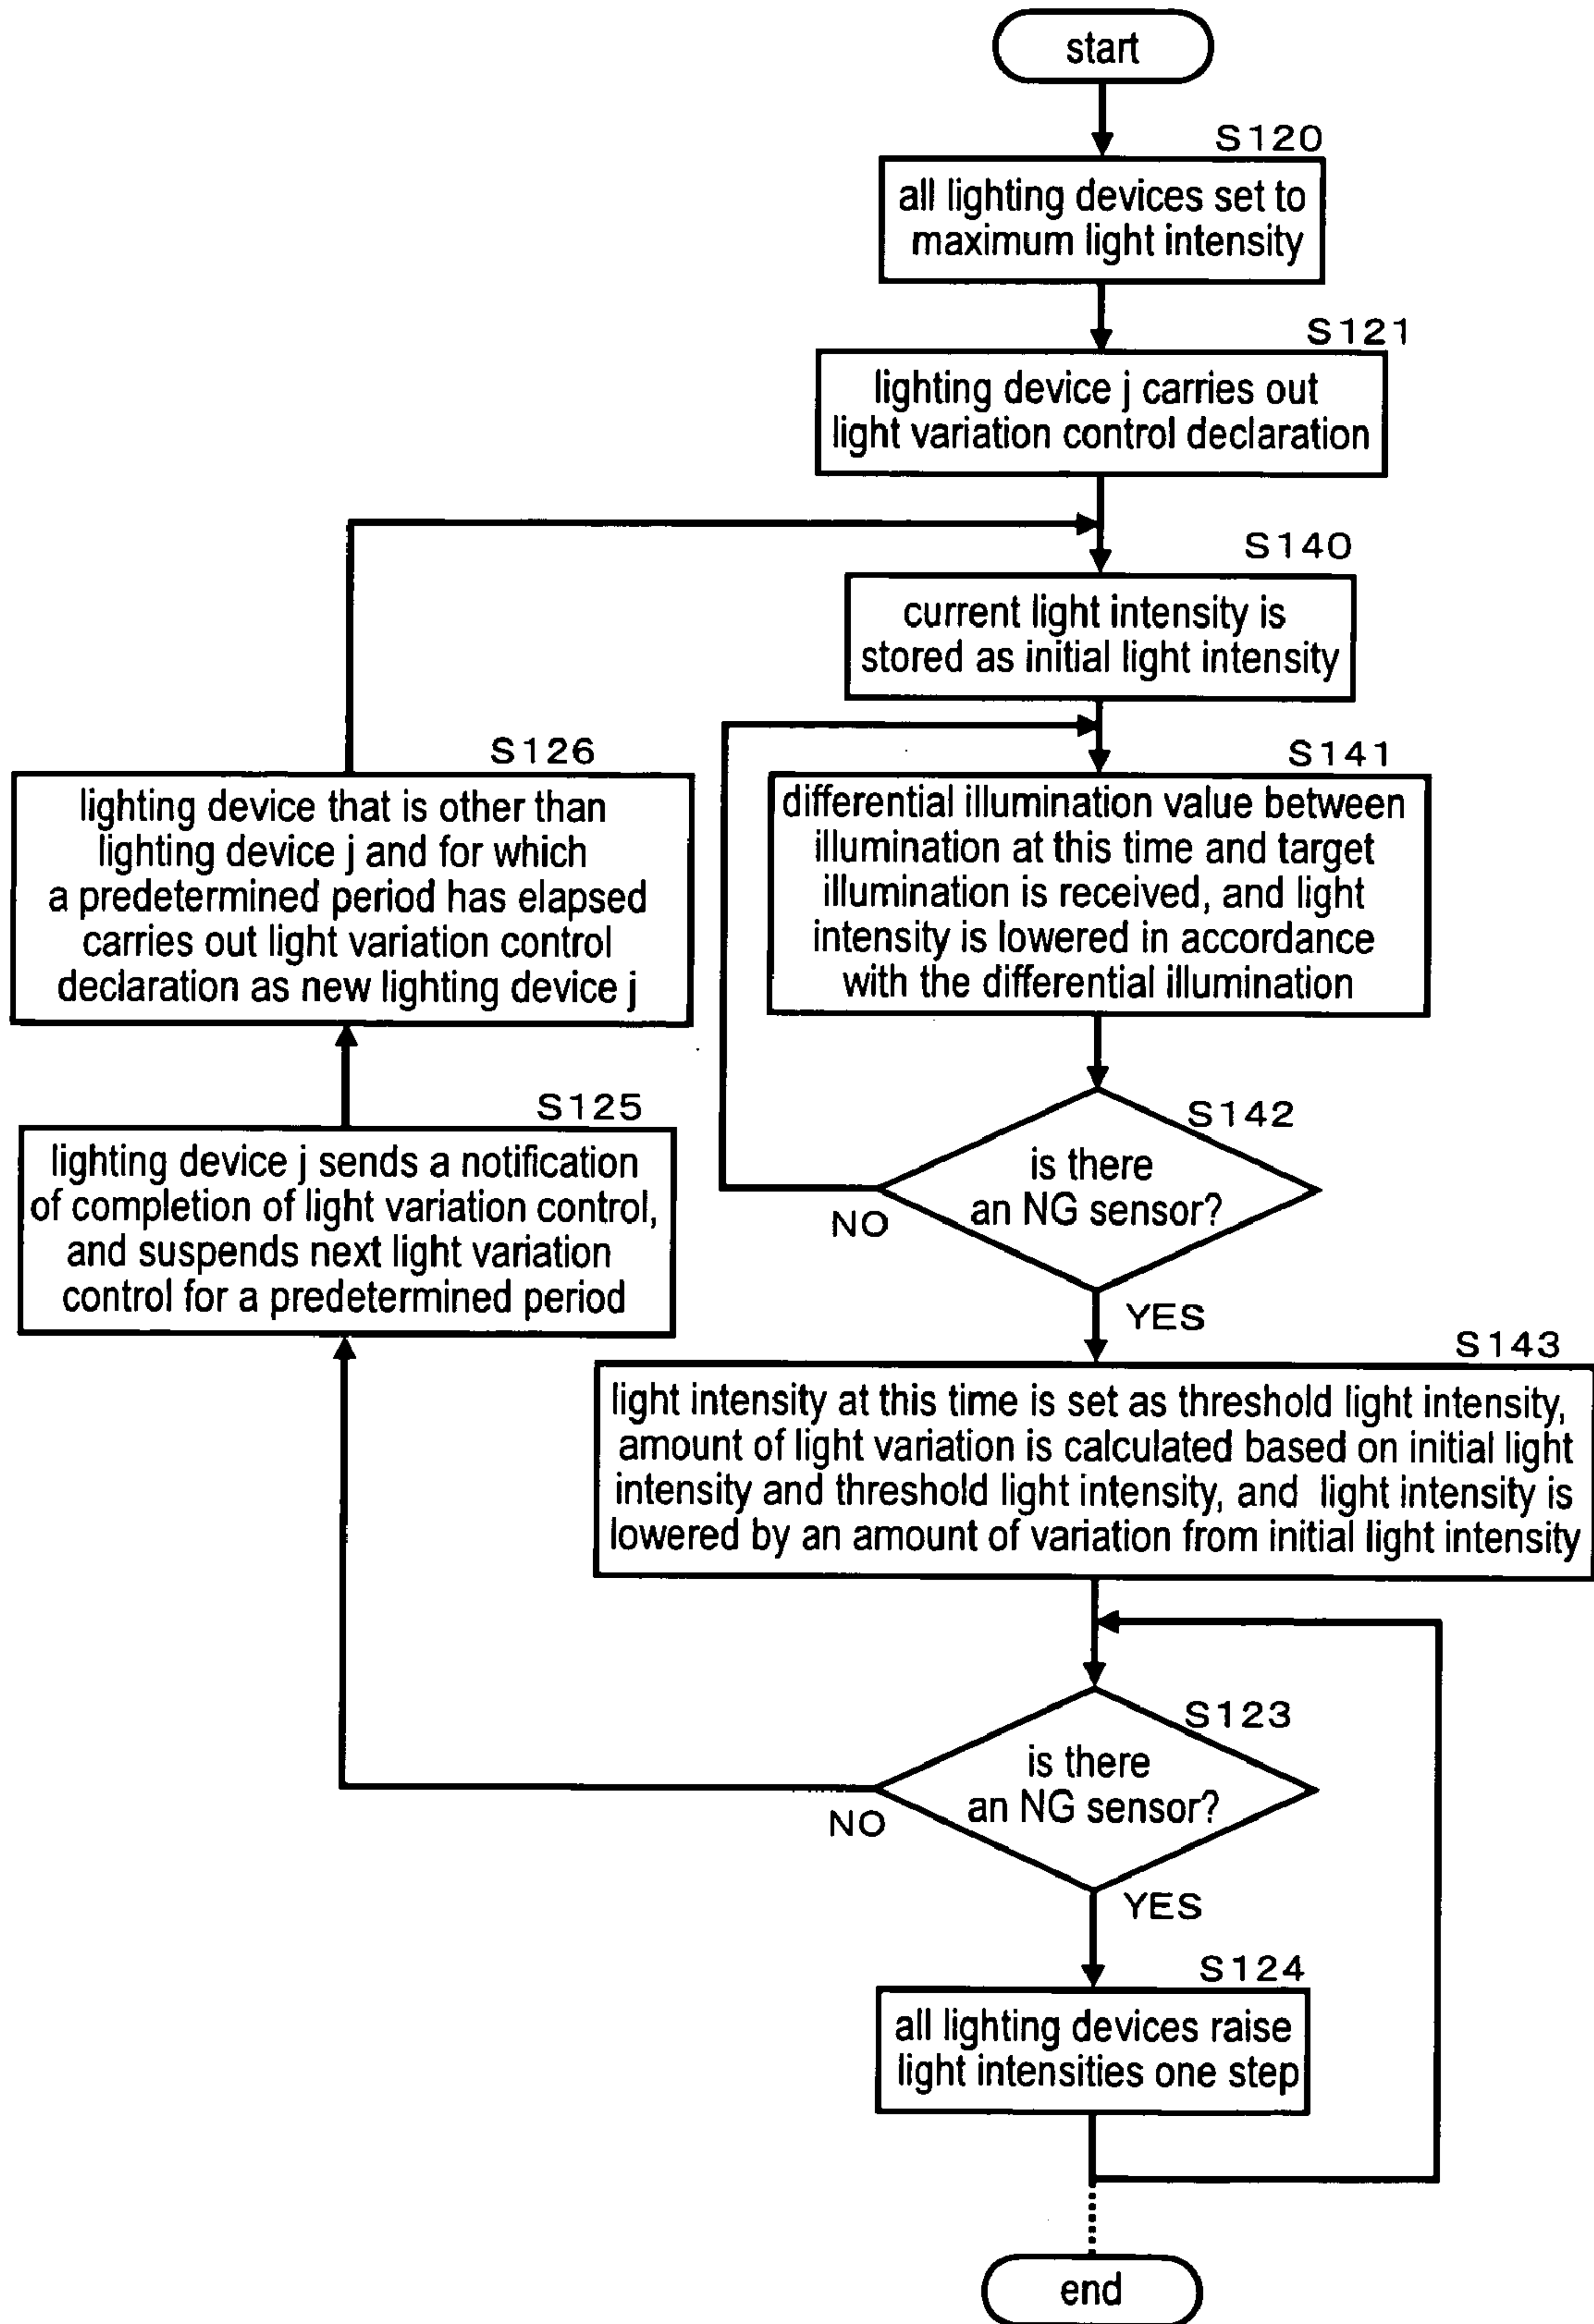 start
S120
all lighting devices set to
maximum light intensity
S121
lighting device j carries out
light variation control declaration
S140
current light intensity is
stored as initial light intensity
S141
differential illumination value between
illumination at this time and target
illumination is received, and light
intensity is lowered in accordance
with the differential illumination
S142
is there
an NG sensor?
NO
YES
S143
light intensity at this time is set as threshold light intensity,
amount of light variation is calculated based on initial light
intensity and threshold light intensity, and light intensity is
lowered by an amount of variation from initial light intensity
S123
is there
an NG sensor?
NO
YES
S124
all lighting devices raise
light intensities one step
end
S125
lighting device j sends a notification
of completion of light variation control,
and suspends next light variation
control for a predetermined period
S126
lighting device that is other than
lighting device j and for which
a predetermined period has elapsed
carries out light variation control
declaration as new lighting device j